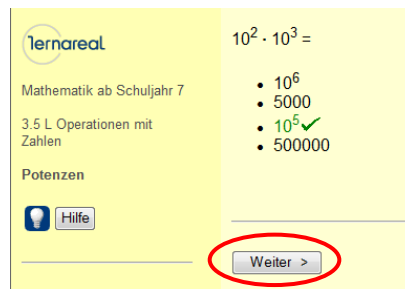 lernareal
Mathematik ab Schuljahr 7
3.5 L Operationen mit
Zahlen
Potenzen
Hilfe
10² · 10³ =
• 10⁶
• 5000
• 10⁵ ✓
• 500000
Weiter >